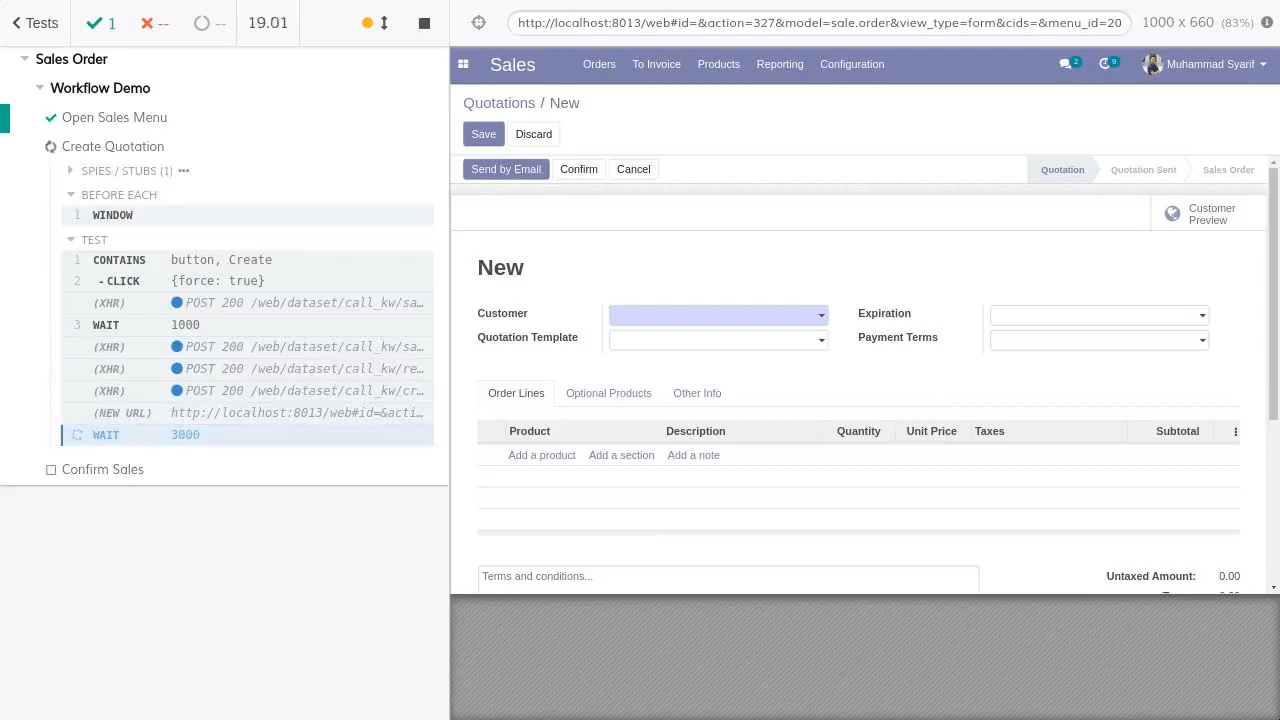 Tests 1 -- -- 19.01
http://localhost:8013/web#id=&action=327&model=sale.order&view_type=form&cids=&menu_id=20 1000 x 660 (83%)
Sales Order
Workflow Demo
Open Sales Menu
Create Quotation
SPIES / STUBS (1)
BEFORE EACH
1 WINDOW
TEST
1 CONTAINS button, Create
2 - CLICK {force: true}
(XHR) POST 200 /web/dataset/call_kw/sa…
3 WAIT 1000
(XHR) POST 200 /web/dataset/call_kw/sa…
(XHR) POST 200 /web/dataset/call_kw/re…
(XHR) POST 200 /web/dataset/call_kw/cr…
(NEW URL) http://localhost:8013/web#id=&acti…
WAIT 3000
Confirm Sales
Sales Orders To Invoice Products Reporting Configuration 2 9 Muhammad Syarif
Quotations / New
Save Discard
Send by Email Confirm Cancel Quotation Quotation Sent Sales Order
Customer
Preview
New
Customer Expiration
Quotation Template Payment Terms
Order Lines Optional Products Other Info
Product Description Quantity Unit Price Taxes Subtotal
Add a product Add a section Add a note
Terms and conditions... Untaxed Amount: 0.00